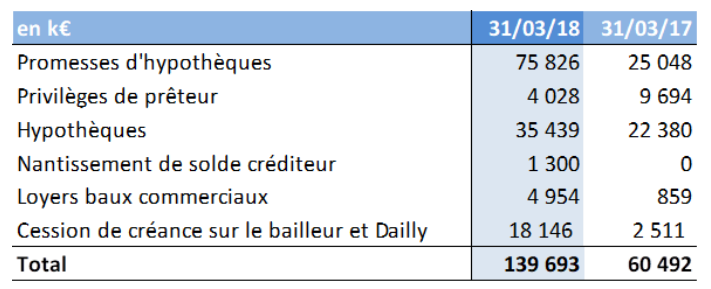 en k€ 31/03/18 31/03/17
Promesses d'hypothèques 75 826 25 048
Privilèges de prêteur 4 028 9 694
Hypothèques 35 439 22 380
Nantissement de solde créditeur 1 300 0
Loyers baux commerciaux 4 954 859
Cession de créance sur le bailleur et Dailly 18 146 2 511
Total 139 693 60 492